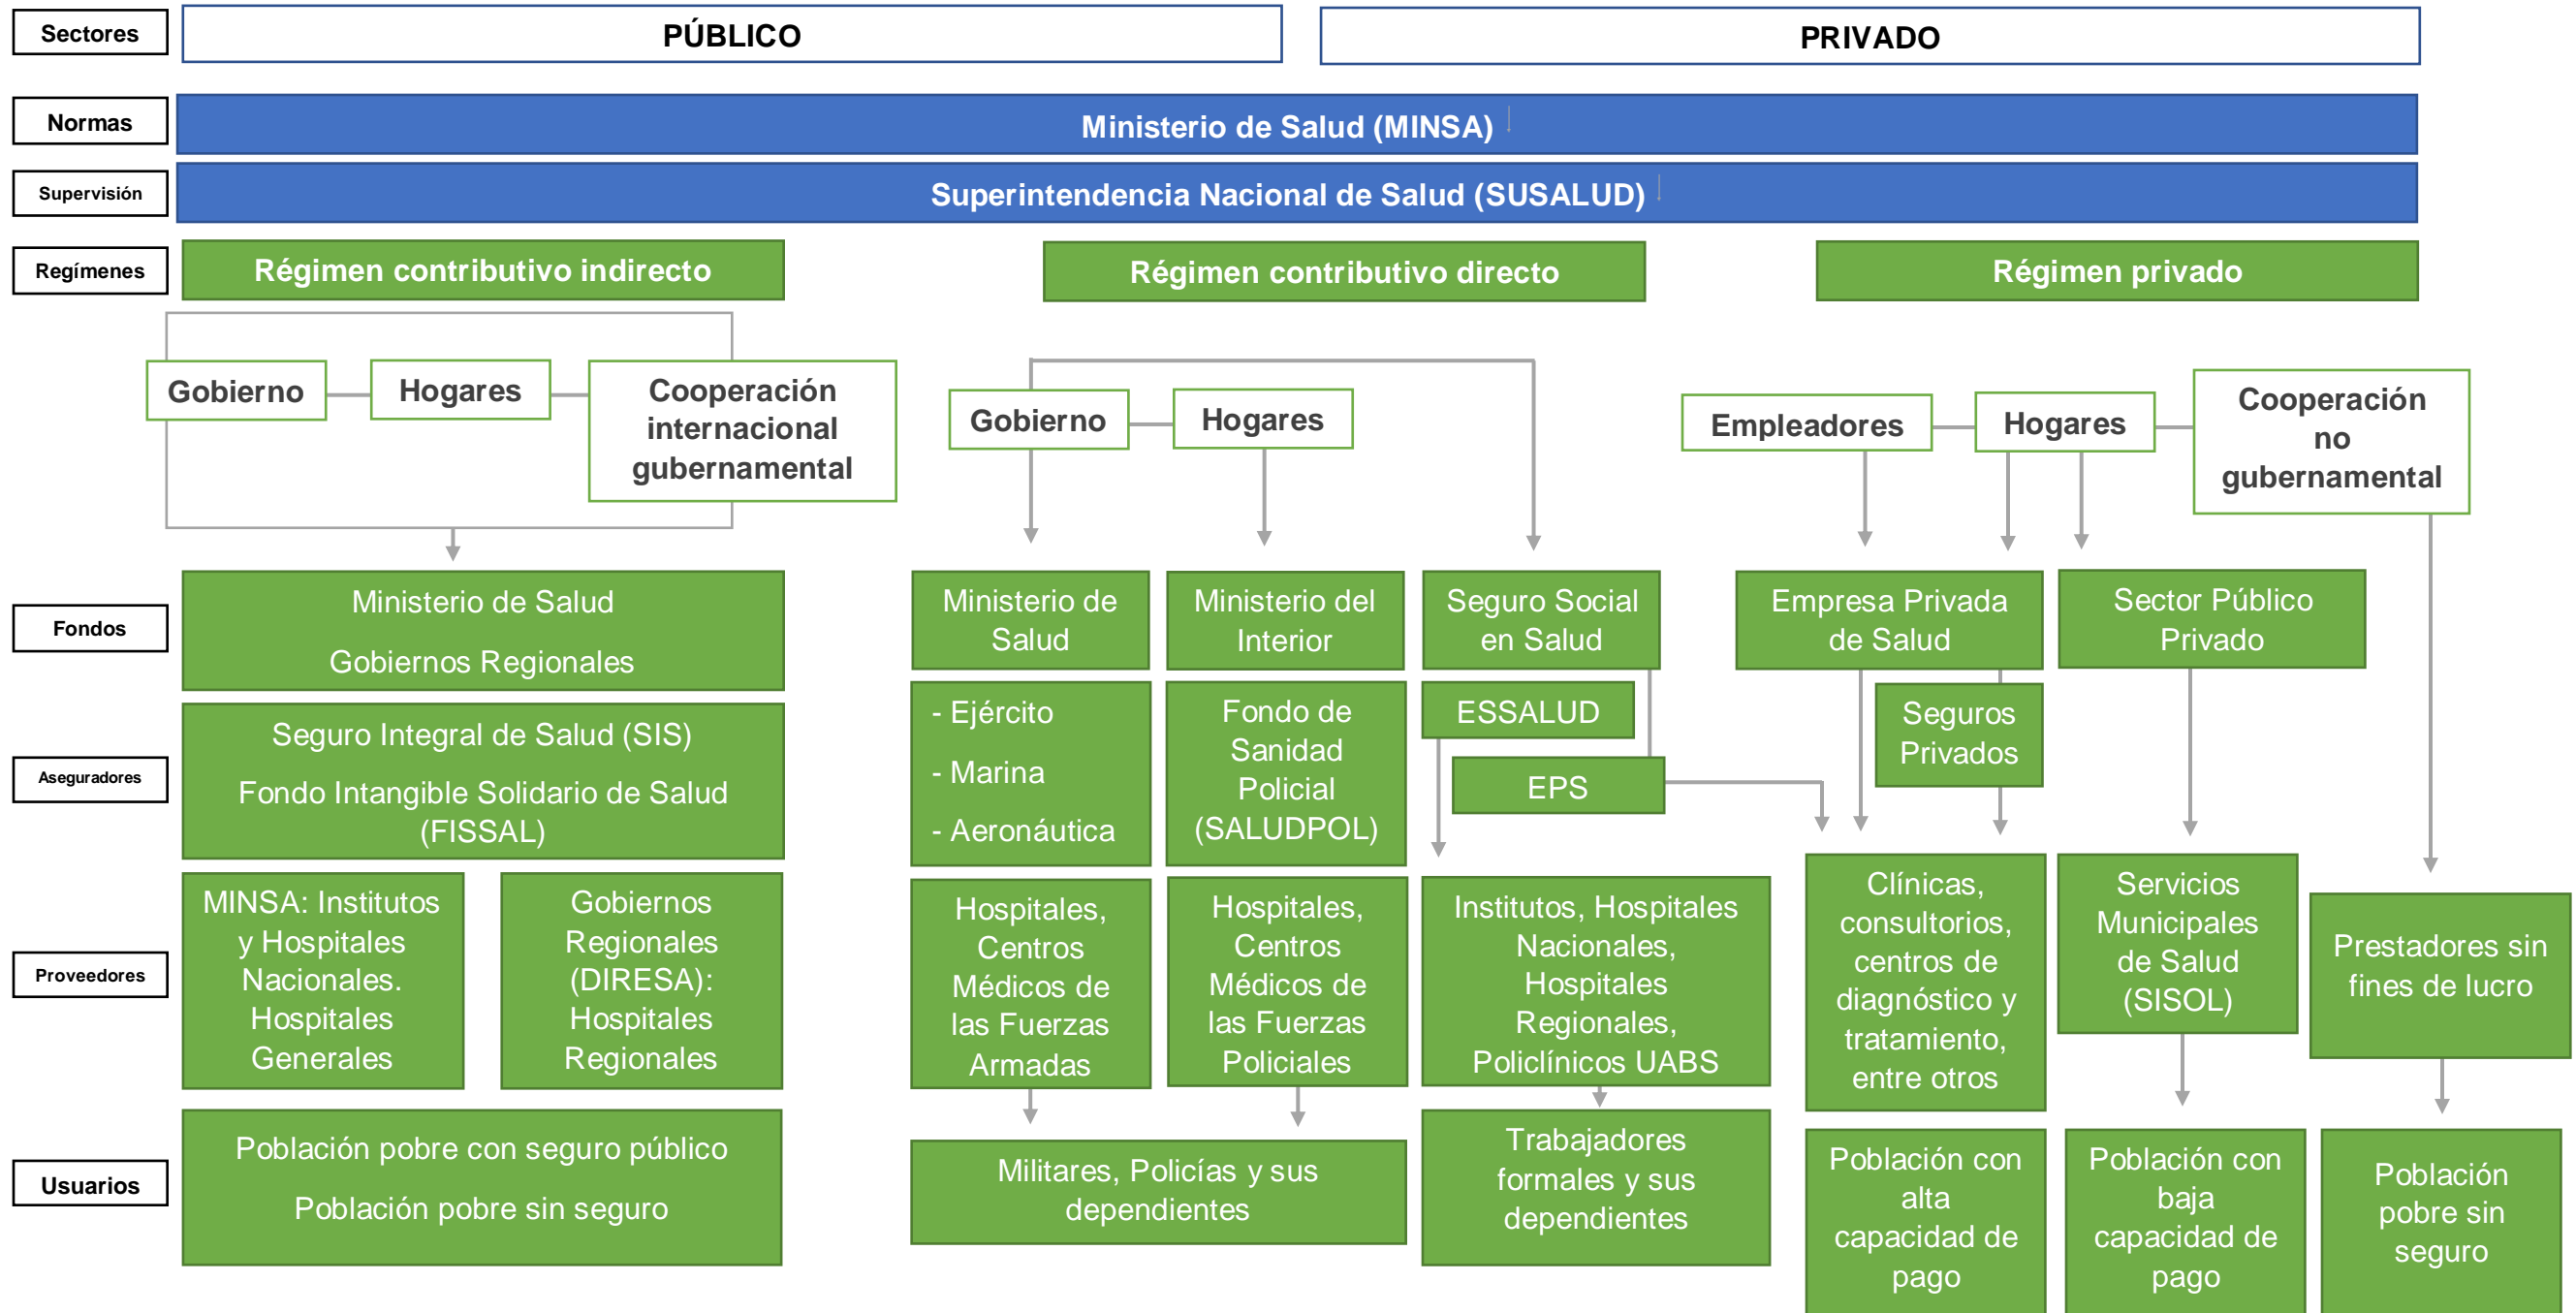 Sectores
PÚBLICO
PRIVADO
Normas
Ministerio de Salud (MINSA)
Supervisión
Superintendencia Nacional de Salud (SUSALUD)
Regímenes
Régimen contributivo indirecto
Régimen contributivo directo
Régimen privado
Gobierno
Hogares
Cooperación
internacional
gubernamental
Gobierno
Hogares
Empleadores
Hogares
Cooperación
no
gubernamental
Fondos
Ministerio de Salud
Gobiernos Regionales
Ministerio de
Salud
Ministerio del
Interior
Seguro Social
en Salud
Empresa Privada
de Salud
Sector Público
Privado
Aseguradores
Seguro Integral de Salud (SIS)
Fondo Intangible Solidario de Salud
(FISSAL)
- Ejército
- Marina
- Aeronáutica
Fondo de
Sanidad
Policial
(SALUDPOL)
ESSALUD
EPS
Seguros
Privados
Proveedores
MINSA: Institutos
y Hospitales
Nacionales.
Hospitales
Generales
Gobiernos
Regionales
(DIRESA):
Hospitales
Regionales
Hospitales,
Centros
Médicos de
las Fuerzas
Armadas
Hospitales,
Centros
Médicos de
las Fuerzas
Policiales
Institutos, Hospitales
Nacionales,
Hospitales
Regionales,
Policlínicos UABS
Clínicas,
consultorios,
centros de
diagnóstico y
tratamiento,
entre otros
Servicios
Municipales
de Salud
(SISOL)
Prestadores sin
fines de lucro
Usuarios
Población pobre con seguro público
Población pobre sin seguro
Militares, Policías y sus
dependientes
Trabajadores
formales y sus
dependientes
Población con
alta
capacidad de
pago
Población con
baja
capacidad de
pago
Población
pobre sin
seguro